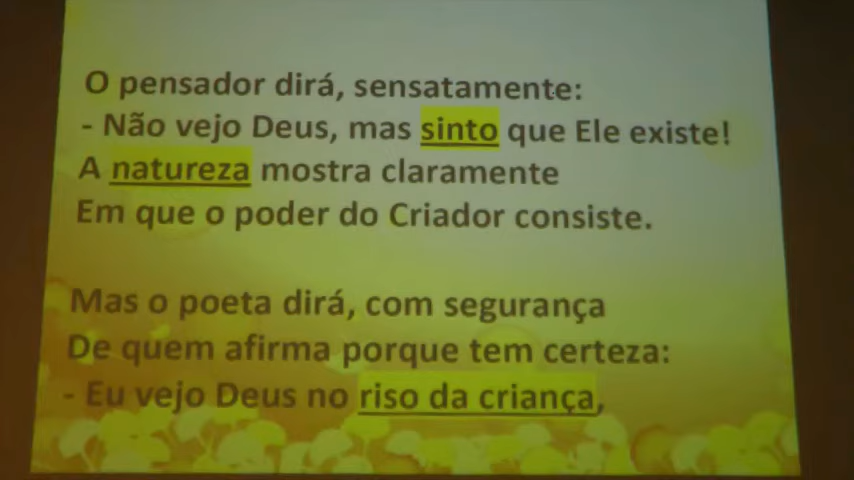 O pensador dirá, sensatamente:
- Não vejo Deus, mas sinto que Ele existe!
A natureza mostra claramente
Em que o poder do Criador consiste.
Mas o poeta dirá, com segurança
De quem afirma porque tem certeza:
- Eu vejo Deus no riso da criança,